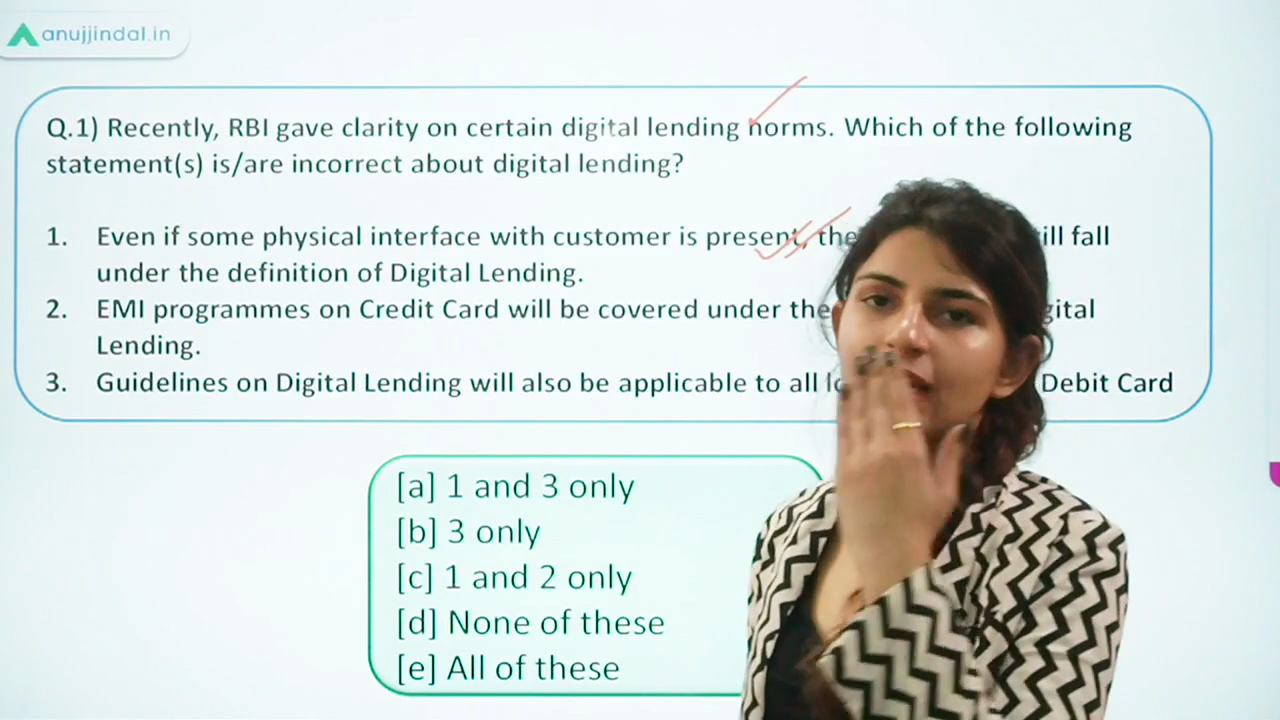 anujjindal.in
Q.1) Recently, RBI gave clarity on certain digital lending norms. Which of the following
statement(s) is/are incorrect about digital lending?
1. Even if some physical interface with customer is present, the ill fall
under the definition of Digital Lending.
2. EMI programmes on Credit Card will be covered under the gital
Lending.
3. Guidelines on Digital Lending will also be applicable to all Debit Card
[a] 1 and 3 only
[b] 3 only
[c] 1 and 2 only
[d] None of these
[e] All of these